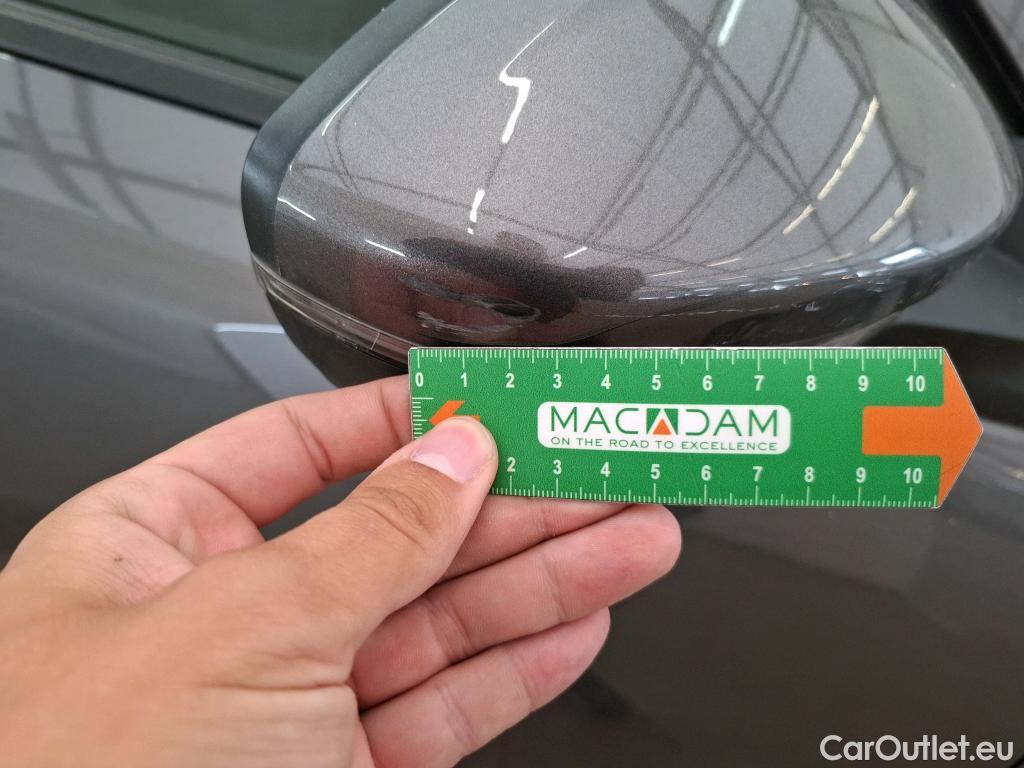 0 1 2 3 4 5 6 7 8 9 10
MACADAM
ON THE ROAD TO EXCELLENCE
2 3 4 5 6 7 8 9 10
CarOutlet.eu